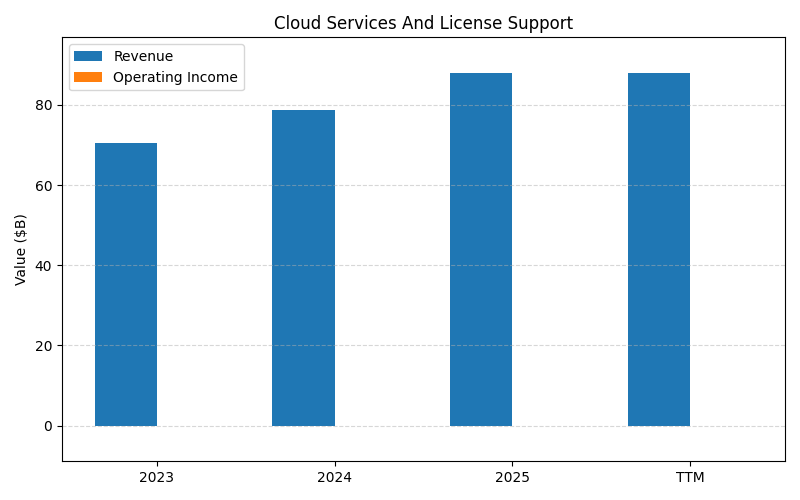 Cloud Services And License Support
Revenue
Operating Income
Value ($B)
80
60
40
20
0
2023 2024 2025 TTM